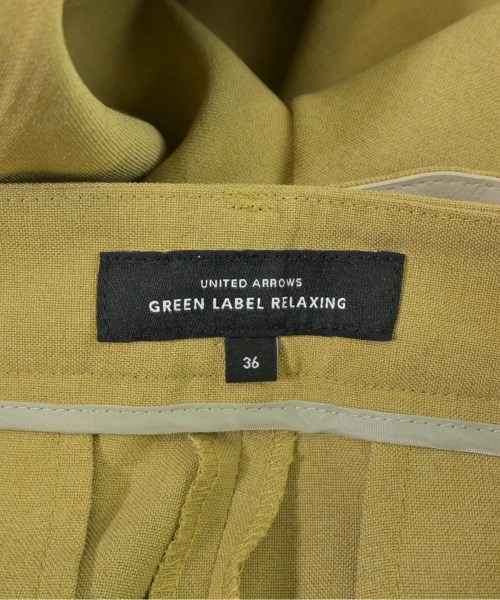 UNITED ARROWS
GREEN LABEL RELAXING
36